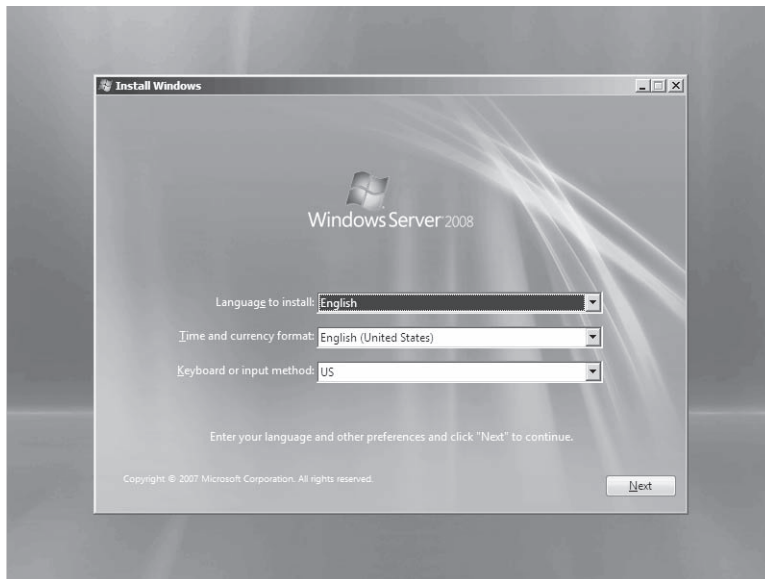 Install Windows
Windows Server 2008
Language to install: English
Time and currency format: English (United States)
Keyboard or input method: US
Enter your language and other preferences and click "Next" to continue.
Copyright © 2007 Microsoft Corporation. All rights reserved.
Next